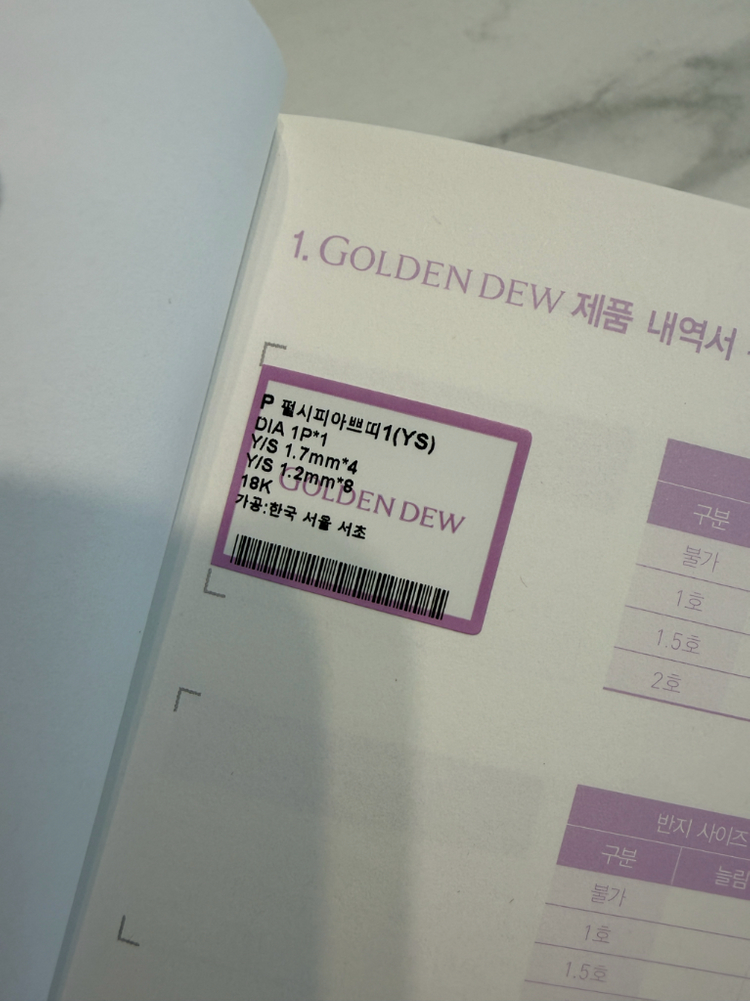 1. GOLDEN DEW 제품 내역서
P 펄시피아쁘띠1(YS)
DIA 1P*1
Y/S 1.7mm*4
Y/S 1.2mm*8
18K
GOLDEN DEW
가공:한국 서울 서초
구분
불가
1호
1.5호
2호
반지 사이즈
구분 늘림
불가
1호
1.5호